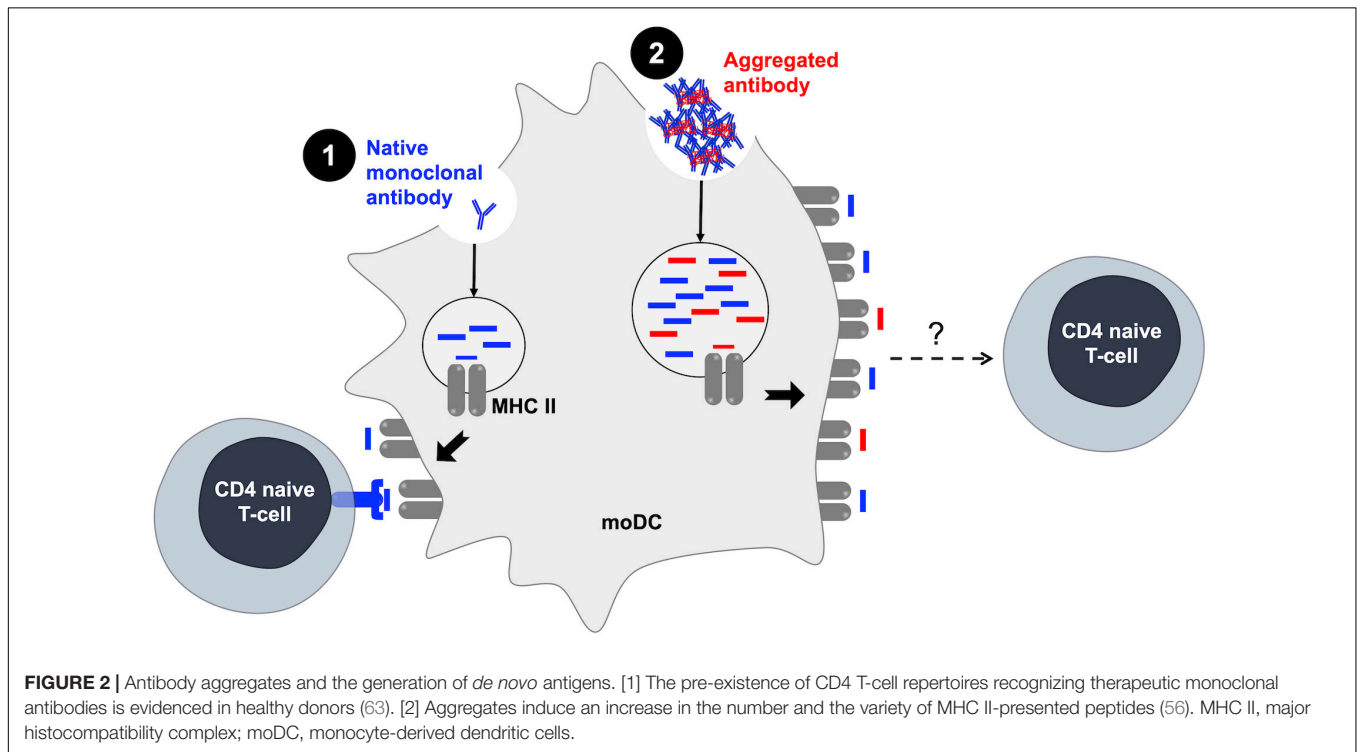 1
Native
monoclonal
antibody
2
Aggregated
antibody
MHC II
CD4 naive
T-cell
moDC
?
CD4 naive
T-cell
FIGURE 2 | Antibody aggregates and the generation of de novo antigens. [1] The pre-existence of CD4 T-cell repertoires recognizing therapeutic monoclonal
antibodies is evidenced in healthy donors (63). [2] Aggregates induce an increase in the number and the variety of MHC II-presented peptides (56). MHC II, major
histocompatibility complex; moDC, monocyte-derived dendritic cells.